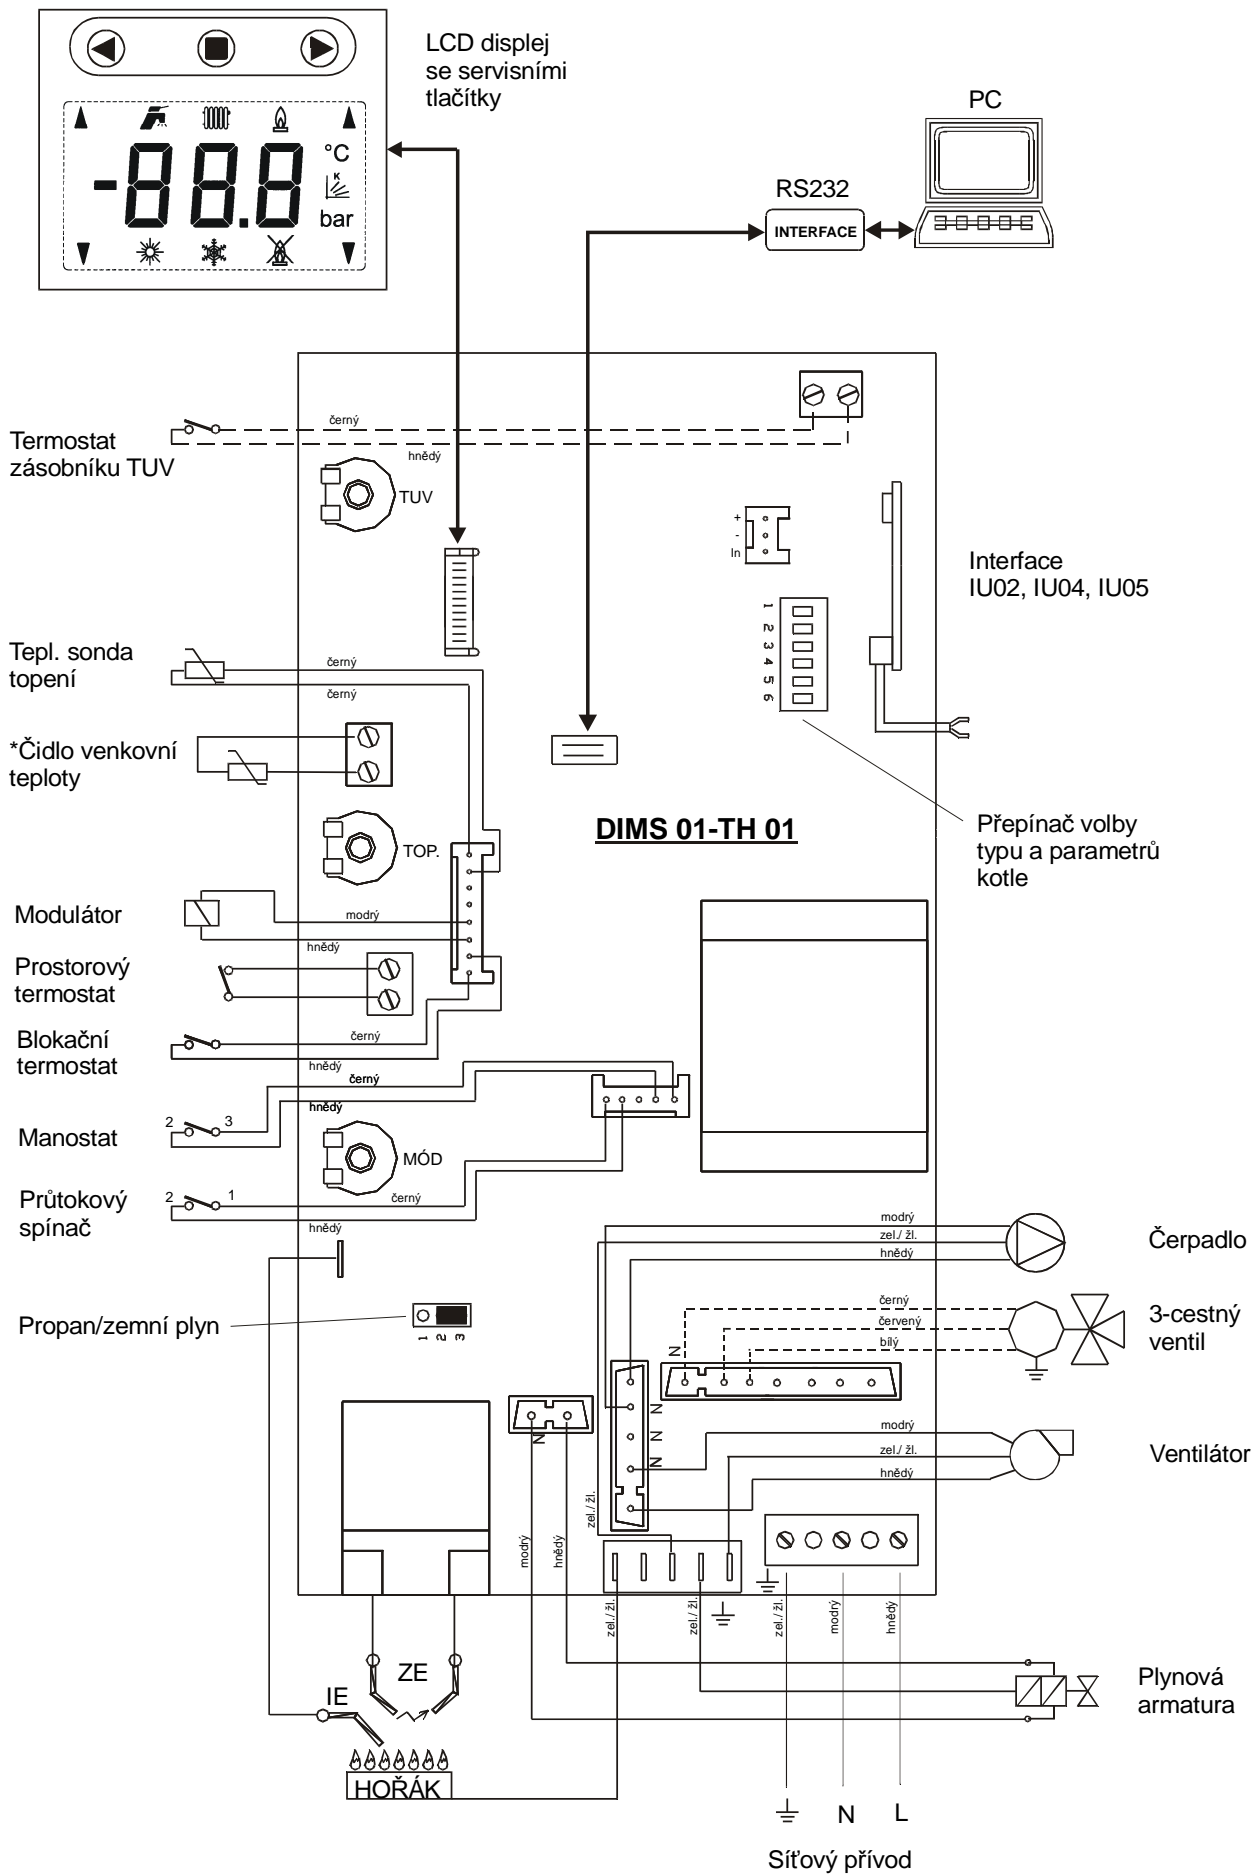 LCD displej
se servisními
tlačítky
°C
K
bar
PC
RS232
INTERFACE
Termostat
zásobníku TUV
černý
hnědý
TUV
+
-
In
Interface
IU02, IU04, IU05
1
2
3
4
5
6
Tepl. sonda
topení
černý
černý
*Čidlo venkovní
teploty
DIMS 01-TH 01
Přepínač volby
typu a parametrů
kotle
TOP.
Modulátor
modrý
hnědý
Prostorový
termostat
Blokační
termostat
černý
hnědý
Manostat
2
3
černý
hnědý
MÓD
Průtokový
spínač
2
1
černý
hnědý
modrý
zel./ žl.
hnědý
Čerpadlo
Propan/zemní plyn
1
2
3
černý
červený
bílý
N
3-cestný
ventil
N
N
N
N
modrý
zel./ žl.
hnědý
Ventilátor
zel./ žl.
modrý
hnědý
zel./ žl.
zel./ žl.
zel./ žl.
modrý
hnědý
ZE
IE
HOŘÁK
Plynová
armatura
N
L
Síťový přívod